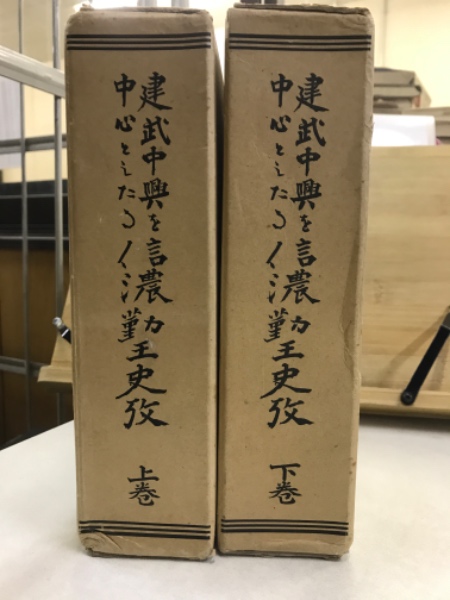 建武中興を
中心としたる
信濃勤王史攷
上巻
建武中興を
中心としたる
信濃勤王史攷
下巻